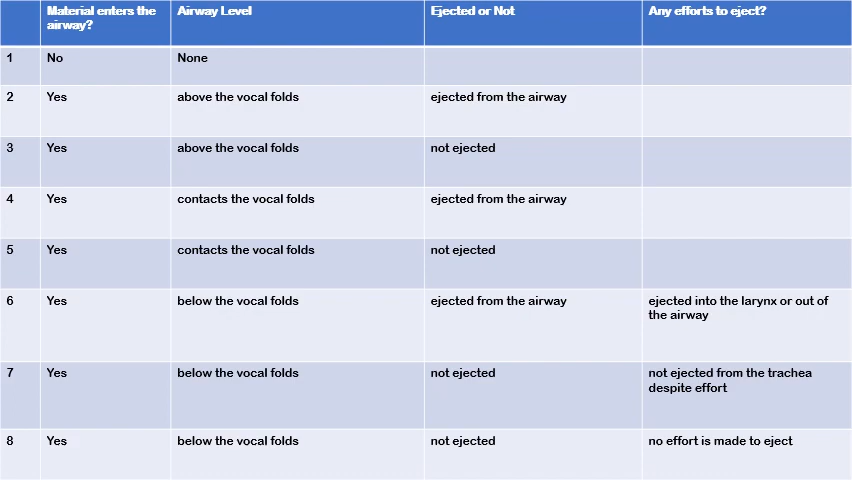 Material enters the airway? Airway Level Ejected or Not Any efforts to eject?
1 No None
2 Yes above the vocal folds ejected from the airway
3 Yes above the vocal folds not ejected
4 Yes contacts the vocal folds ejected from the airway
5 Yes contacts the vocal folds not ejected
6 Yes below the vocal folds ejected from the airway ejected into the larynx or out of the airway
7 Yes below the vocal folds not ejected not ejected from the trachea despite effort
8 Yes below the vocal folds not ejected no effort is made to eject